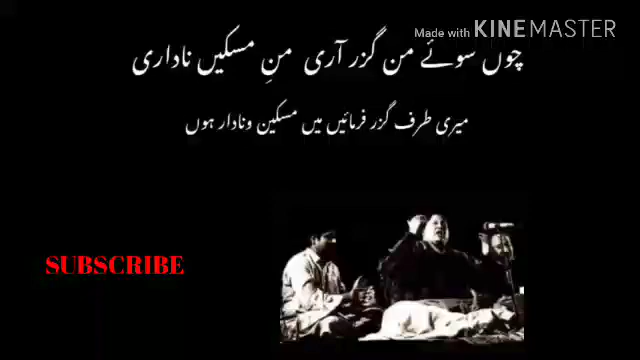 Made with KINEMASTER
چوں سوئے من گزر آری منِ مسکیں ناداری
میری طرف گزر فرمائیں میں مسکین ونادار ہوں
SUBSCRIBE